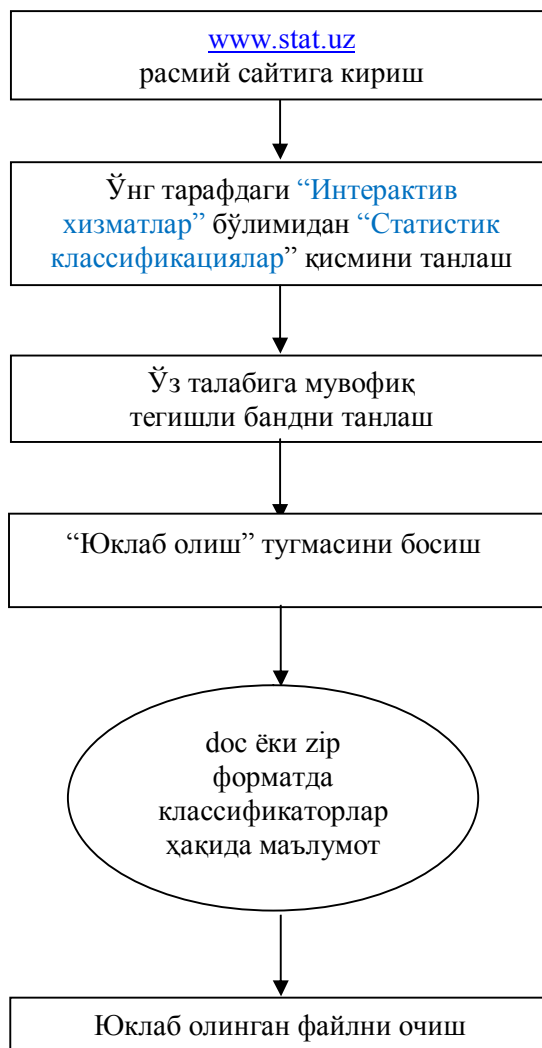 www.stat.uz
расмий сайтига кириш
Ўнг тарафдаги “Интерактив
хизматлар” бўлимидан “Статистик
классификациялар” қисмини танлаш
Ўз талабига мувофиқ
тегишли бандни танлаш
“Юклаб олиш” тугмасини босиш
doc ёки zip
форматда
классификаторлар
ҳақида маълумот
Юклаб олинган файлни очиш